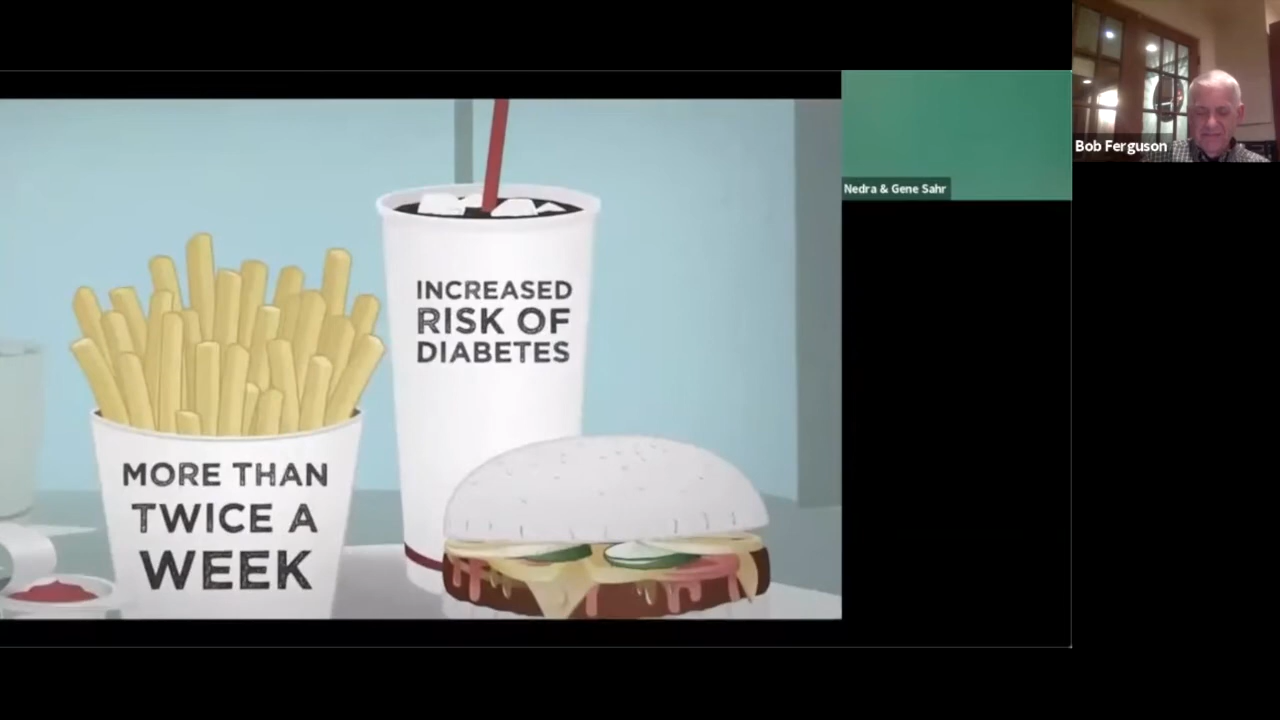 INCREASED
RISK OF
DIABETES
MORE THAN
TWICE A
WEEK
Nedra & Gene Sahr
Bob Ferguson